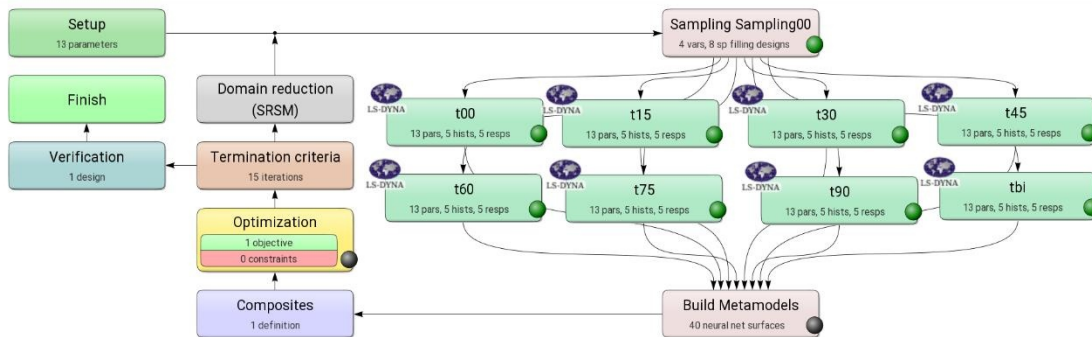 Setup
13 parameters
Sampling Sampling00
4 vars, 8 sp filling designs
Finish
Domain reduction
(SRSM)
LS-DYNA
t00
13 pars, 5 hists, 5 resps
LS-DYNA
t15
13 pars, 5 hists, 5 resps
LS-DYNA
t30
13 pars, 5 hists, 5 resps
LS-DYNA
t45
13 pars, 5 hists, 5 resps
Verification
1 design
Termination criteria
15 iterations
LS-DYNA
t60
13 pars, 5 hists, 5 resps
LS-DYNA
t75
13 pars, 5 hists, 5 resps
LS-DYNA
t90
13 pars, 5 hists, 5 resps
LS-DYNA
tbi
13 pars, 5 hists, 5 resps
Optimization
1 objective
0 constraints
Composites
1 definition
Build Metamodels
40 neural net surfaces